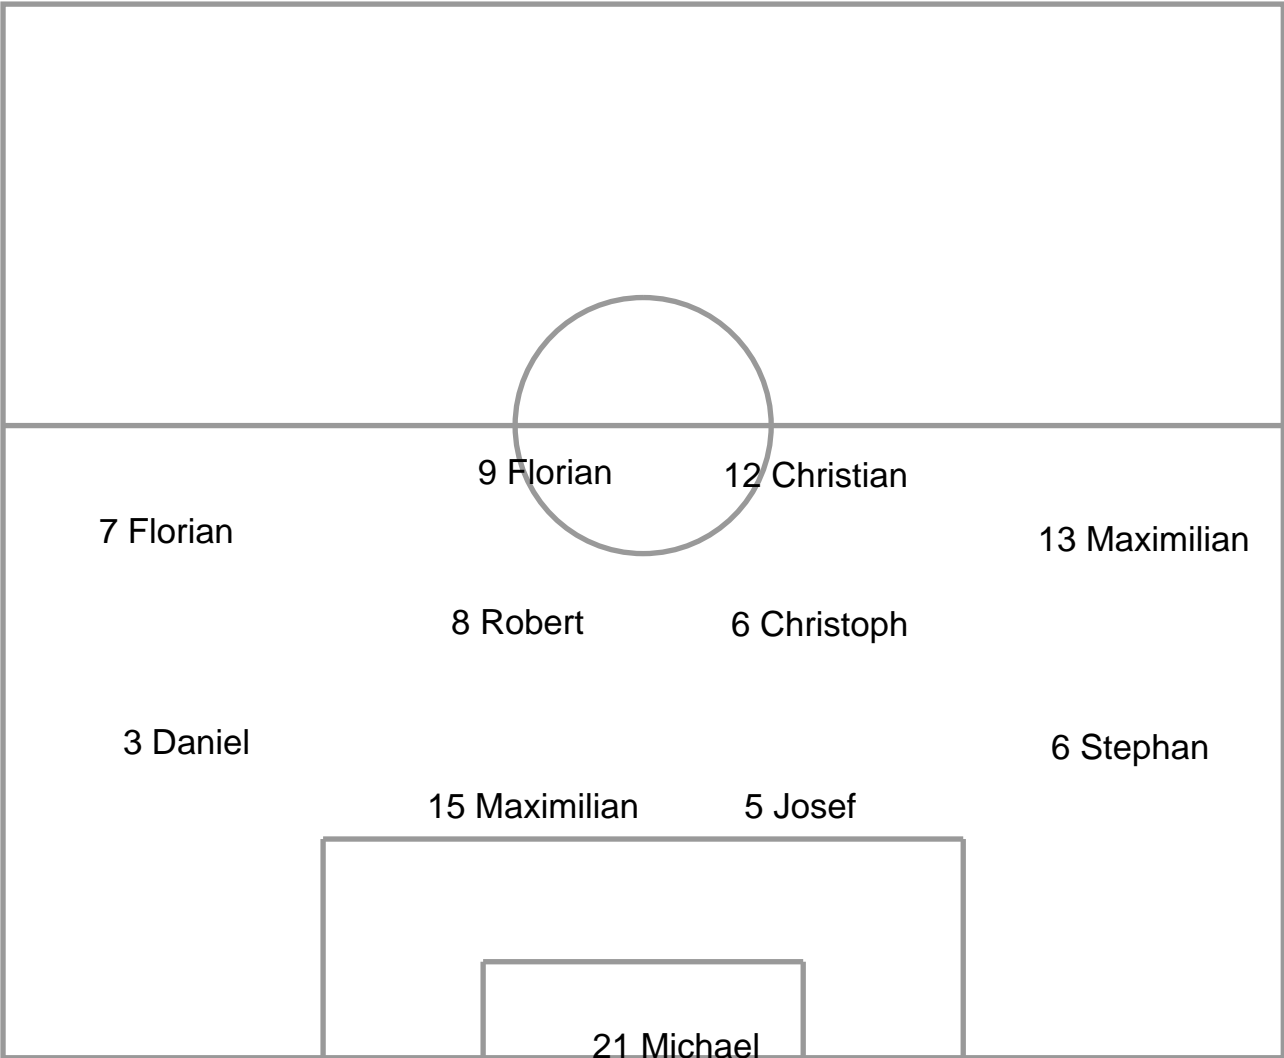 9 Florian
12 Christian
7 Florian
13 Maximilian
8 Robert
6 Christoph
3 Daniel
6 Stephan
15 Maximilian
5 Josef
21 Michael